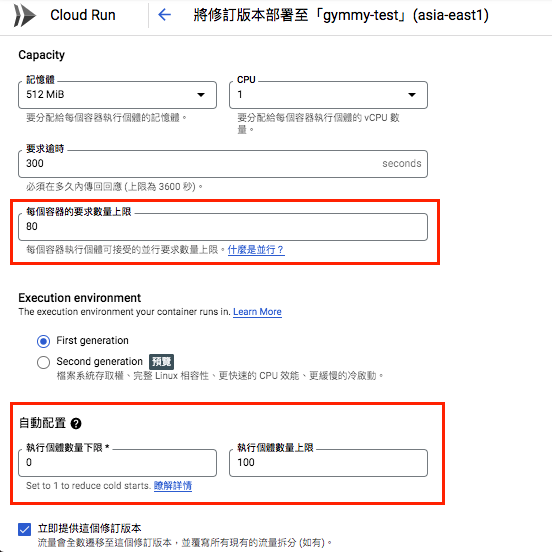 Cloud Run
將修訂版本部署至「gymmy-test」(asia-east1)
Capacity
記憶體
512 MiB
要分配給每個容器執行個體的記憶體。
CPU
1
要分配給每個容器執行個體的 vCPU 數
量。
要求逾時
300
seconds
必須在多久內傳回回應 (上限為 3600 秒)。
每個容器的要求數量上限
80
每個容器執行個體可接受的並行要求數量上限。什麼是並行？
Execution environment
The execution environment your container runs in. Learn More
First generation
Second generation 預覽
檔案系統存取權、完整 Linux 相容性、更快速的 CPU 效能、更緩慢的冷啟動。
自動配置
執行個體數量下限 *
0
Set to 1 to reduce cold starts. 瞭解詳情
執行個體數量上限
100
立即提供這個修訂版本
流量會全數遷移至這個修訂版本，並覆寫所有現有的流量拆分 (如有)。